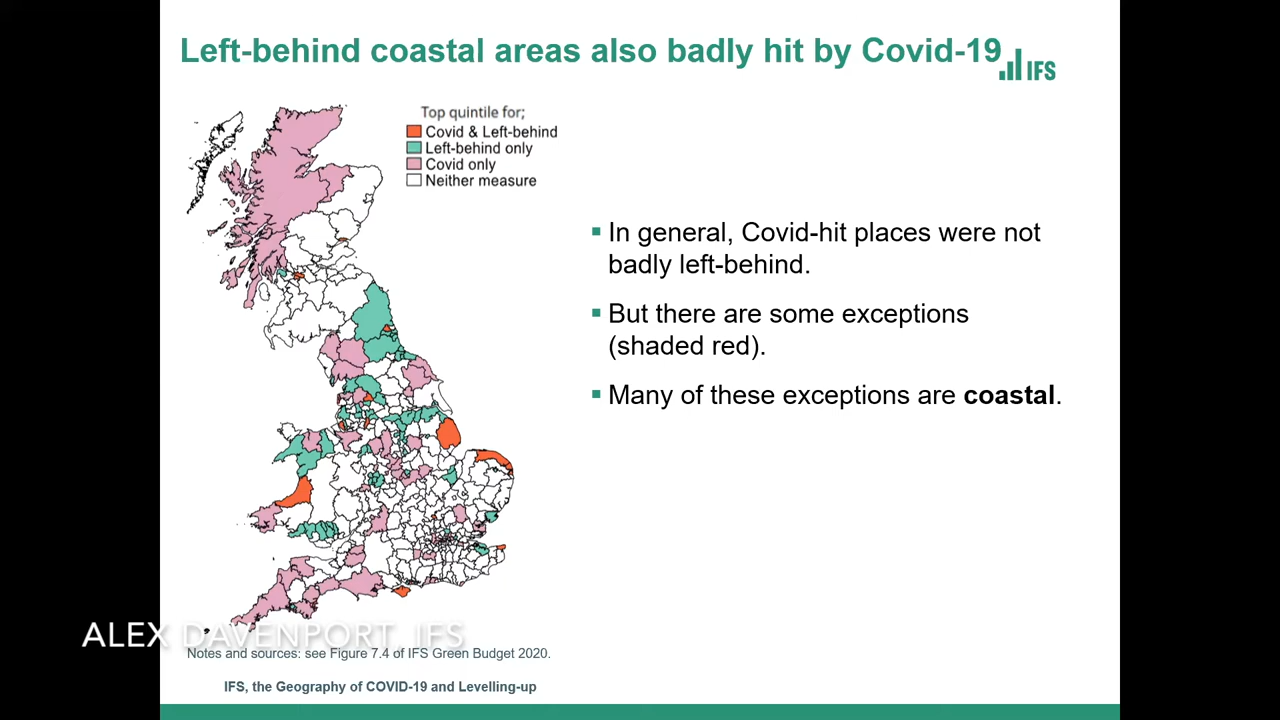 Left-behind coastal areas also badly hit by Covid-19
IFS
Top quintile for;
Covid & Left-behind
Left-behind only
Covid only
Neither measure
▪ In general, Covid-hit places were not
badly left-behind.
▪ But there are some exceptions
(shaded red).
▪ Many of these exceptions are coastal.
ALEX DAVENPORT, IFS
Notes and sources: see Figure 7.4 of IFS Green Budget 2020.
IFS, the Geography of COVID-19 and Levelling-up